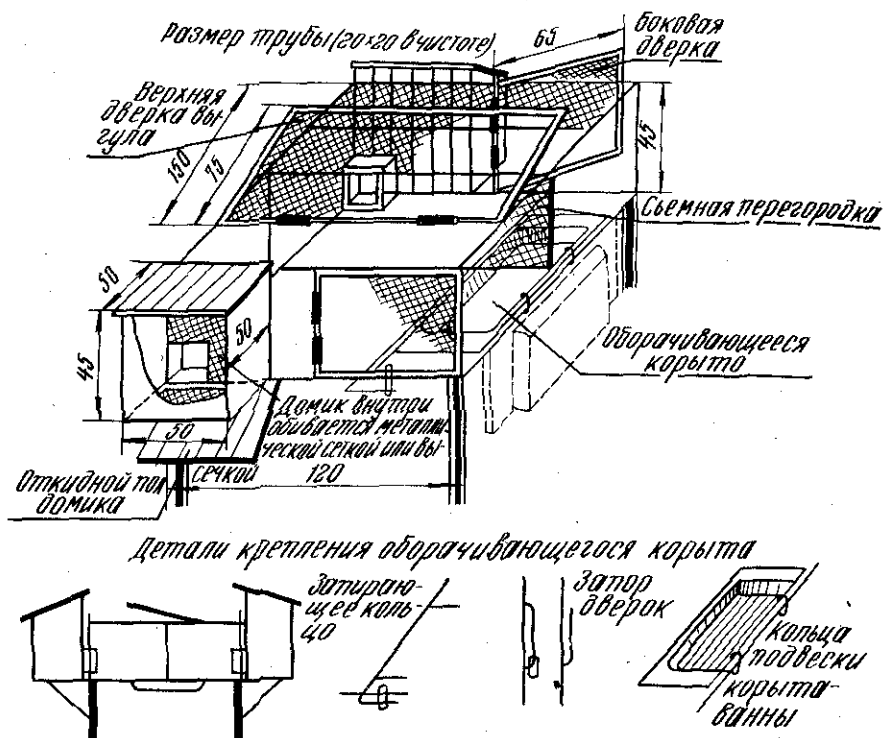 Размер трубы (20×20 в чистоте)
65
Боковая
дверка
Верхняя
дверка вы-
гула
150
75
45
Сьемная перегородка
50
50
45
50
Оборачивающееся
корыто
Домик внутри
обивается металли-
ческой сеткой или вы-
сечкой
120
Откидной пол
домика
Детали крепления оборачивающегося корыта
Запираю-
щее коль-
цо
Запор
дверок
Кольца
подвески
корыта-
ванны